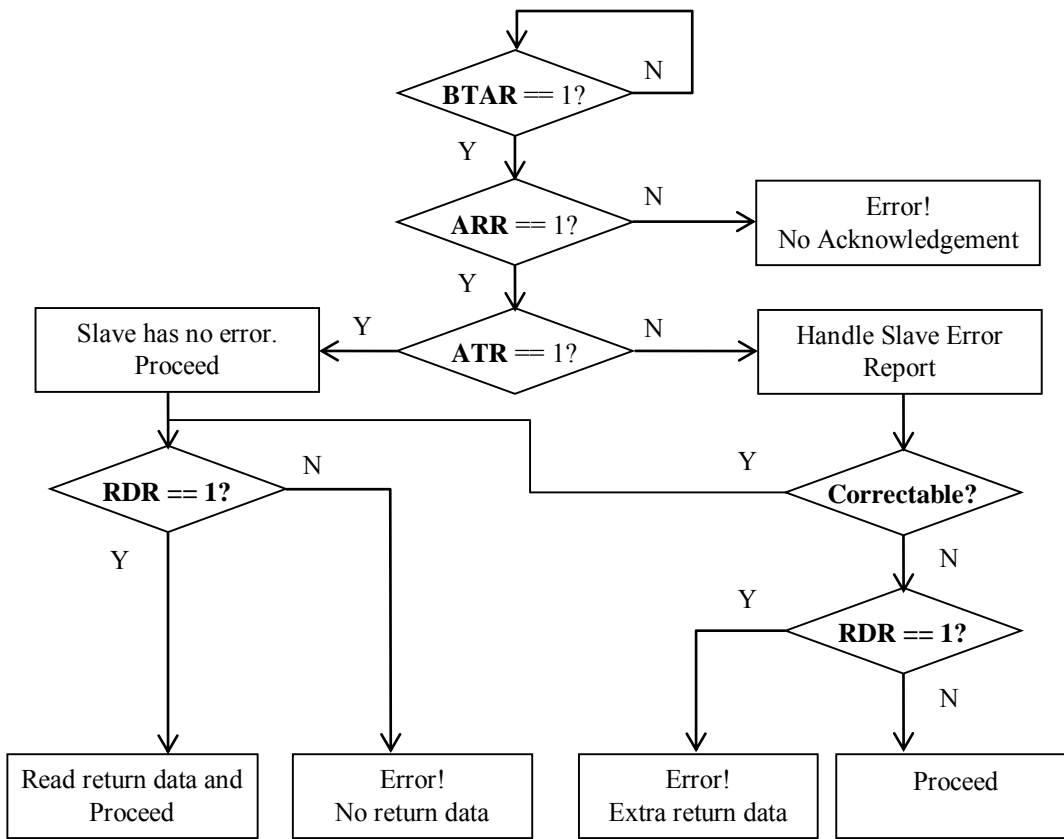 N
BTAR == 1?
Y
N
ARR == 1?
Error!
No Acknowledgement
Y
Y
N
Slave has no error.
Proceed
ATR == 1?
Handle Slave Error
Report
N
Y
RDR == 1?
Correctable?
Y
N
Y
RDR == 1?
N
Read return data and
Proceed
Error!
No return data
Error!
Extra return data
Proceed